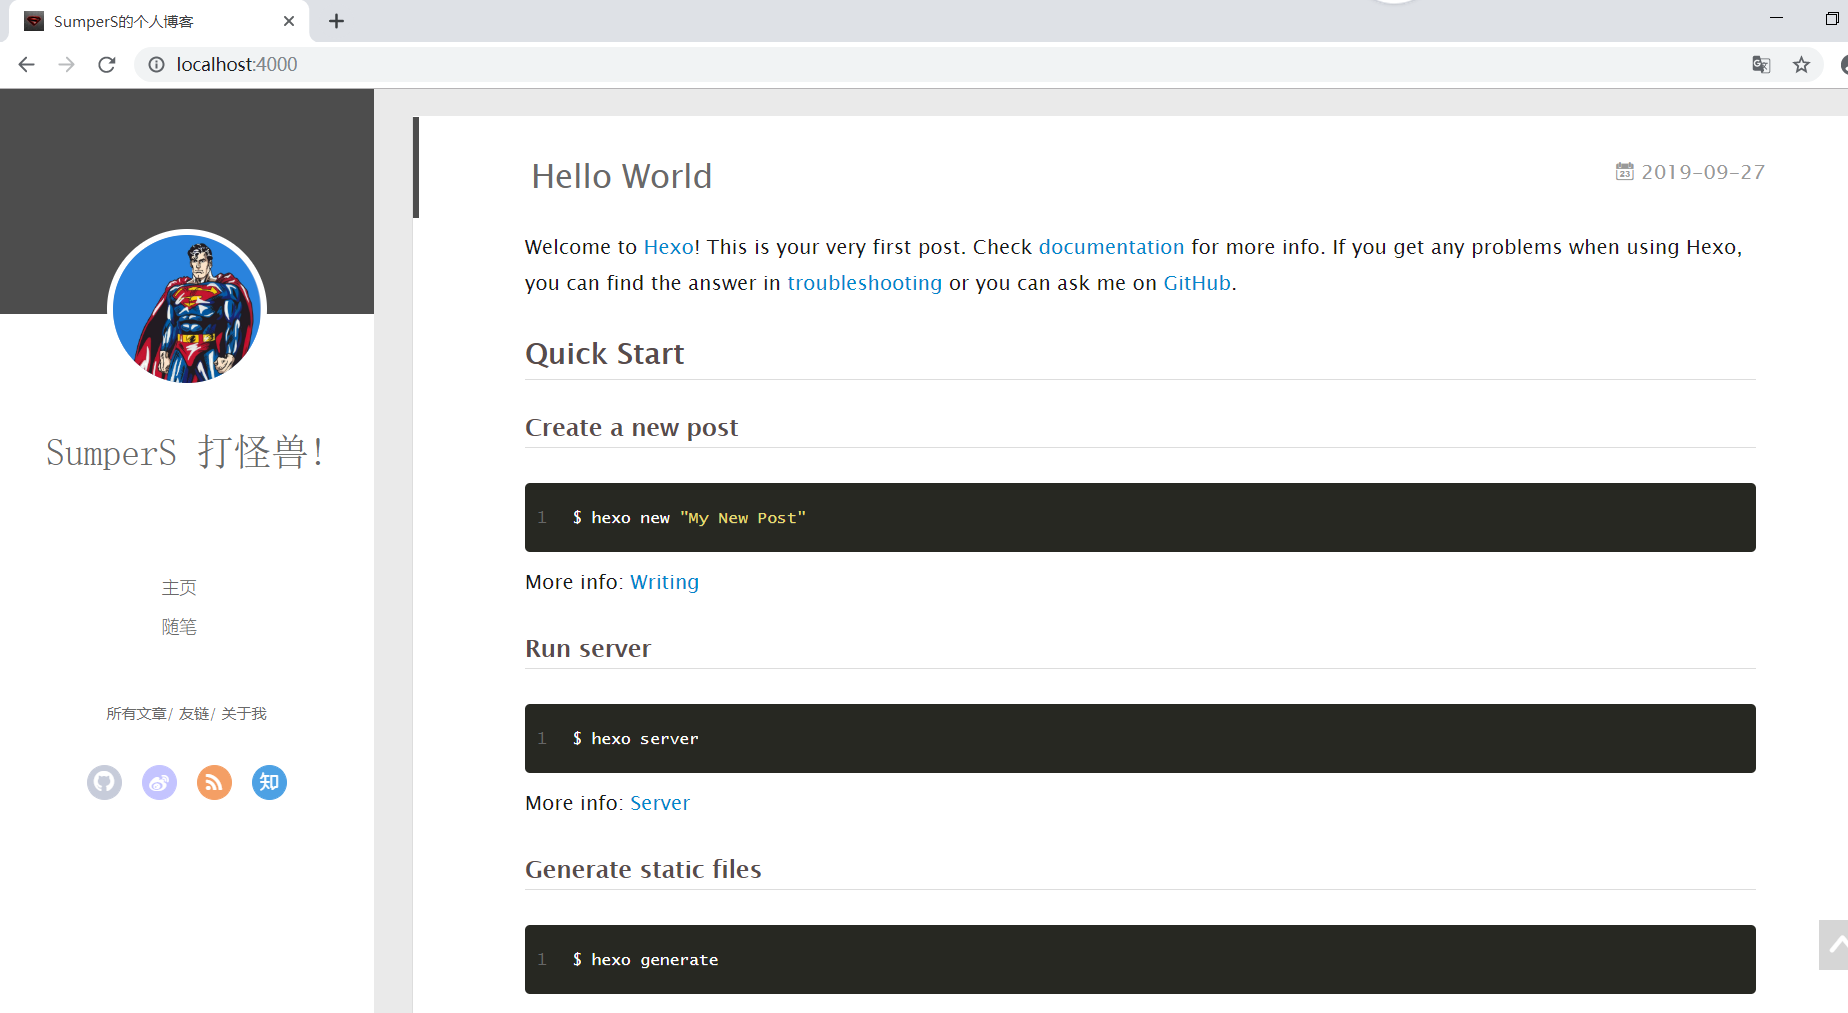 SumperS的个人博客
localhost:4000
SumperS 打怪兽!
主页
随笔
所有文章/ 友链/ 关于我
知
Hello World
23 2019-09-27
Welcome to Hexo! This is your very first post. Check documentation for more info. If you get any problems when using Hexo,
you can find the answer in troubleshooting or you can ask me on GitHub.
Quick Start
Create a new post
1 $ hexo new "My New Post"
More info: Writing
Run server
1 $ hexo server
More info: Server
Generate static files
1 $ hexo generate